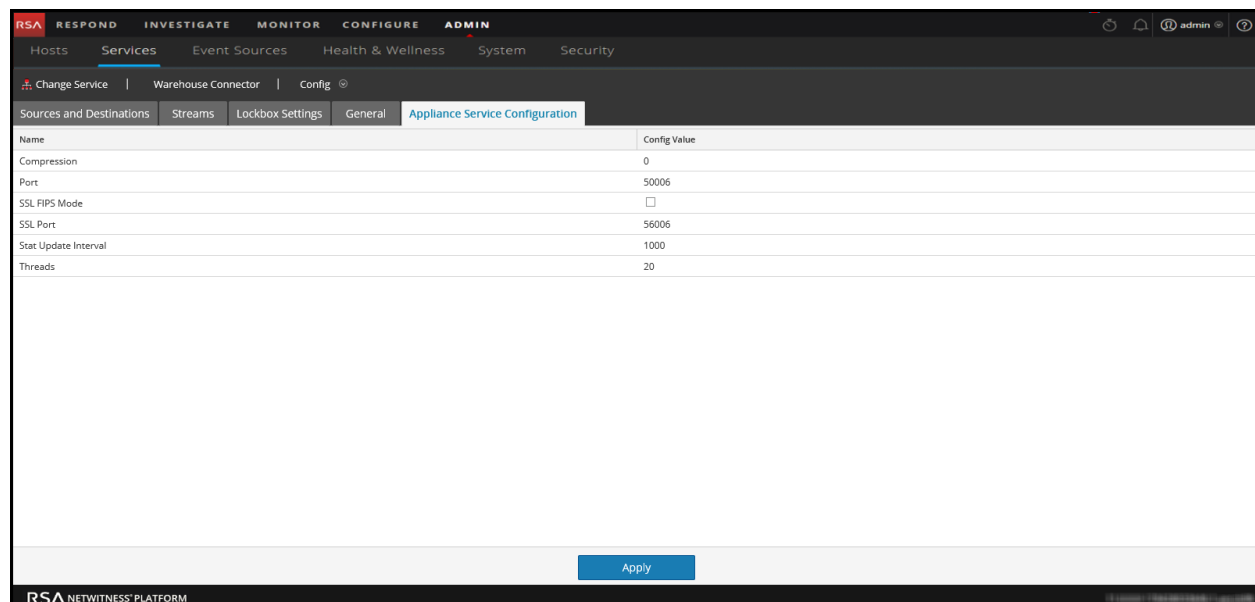 RSA RESPOND INVESTIGATE MONITOR CONFIGURE ADMIN admin
Hosts Services Event Sources Health & Wellness System Security
Change Service | Warehouse Connector | Config
Sources and Destinations Streams Lockbox Settings General Appliance Service Configuration
Name Config Value
Compression 0
Port 50006
SSL FIPS Mode
SSL Port 56006
Stat Update Interval 1000
Threads 20
Apply
RSA NETWITNESS® PLATFORM